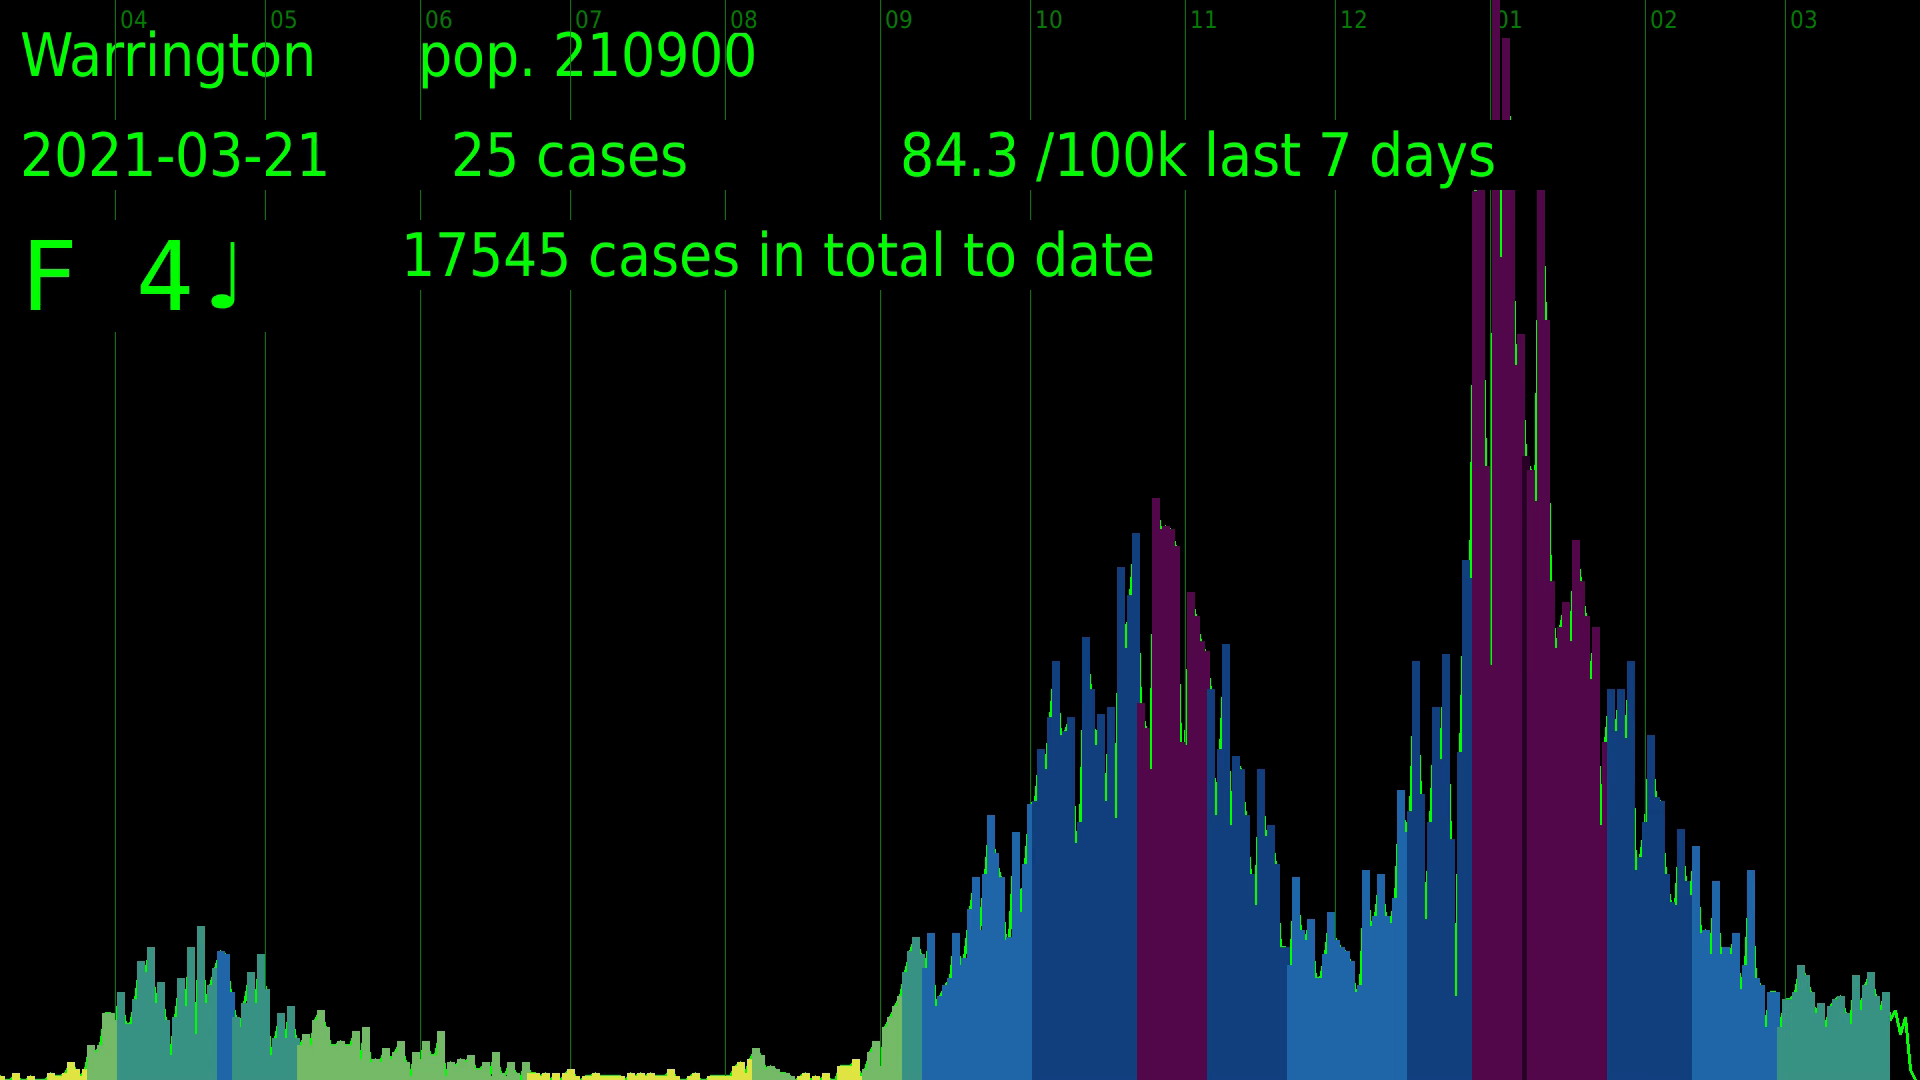 04 05 06 07 08 09 10 11 12 01 02 03
Warrington pop. 210900
2021-03-21 25 cases 84.3 /100k last 7 days
F 4♩ 17545 cases in total to date